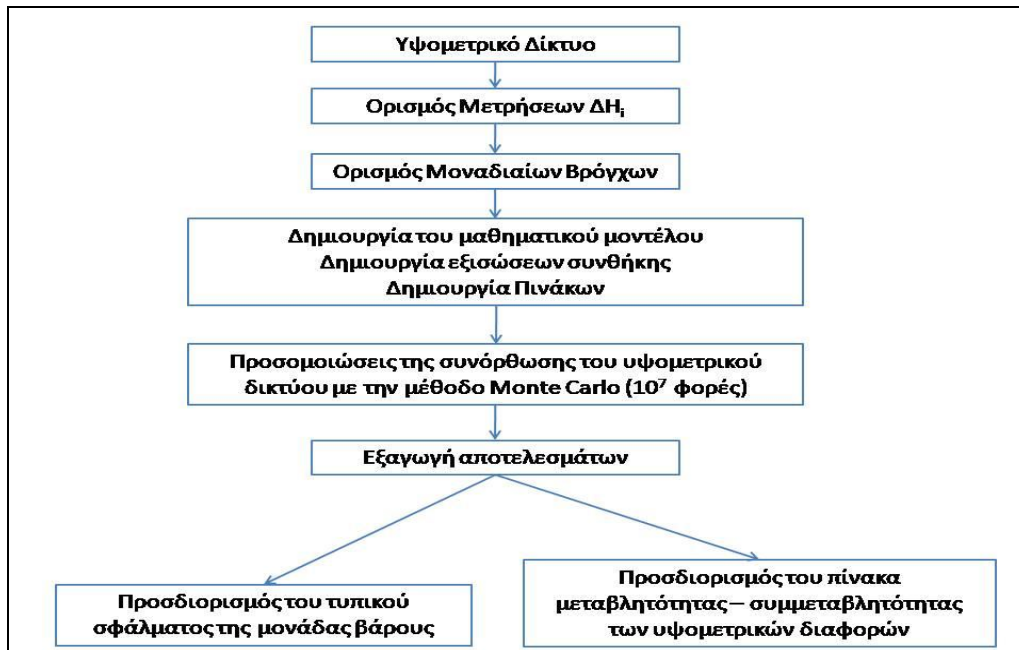 Υψομετρικό Δίκτυο
Ορισμός Μετρήσεων ΔHᵢ
Ορισμός Μοναδιαίων Βρόγχων
Δημιουργία του μαθηματικού μοντέλου
Δημιουργία εξισώσεων συνθήκης
Δημιουργία Πινάκων
Προσομοιώσεις της συνόρθωσης του υψομετρικού
δικτύου με την μέθοδο Monte Carlo (10⁷ φορές)
Εξαγωγή αποτελεσμάτων
Προσδιορισμός του τυπικού
σφάλματος της μονάδας βάρους
Προσδιορισμός του πίνακα
μεταβλητότητας – συμμεταβλητότητας
των υψομετρικών διαφορών